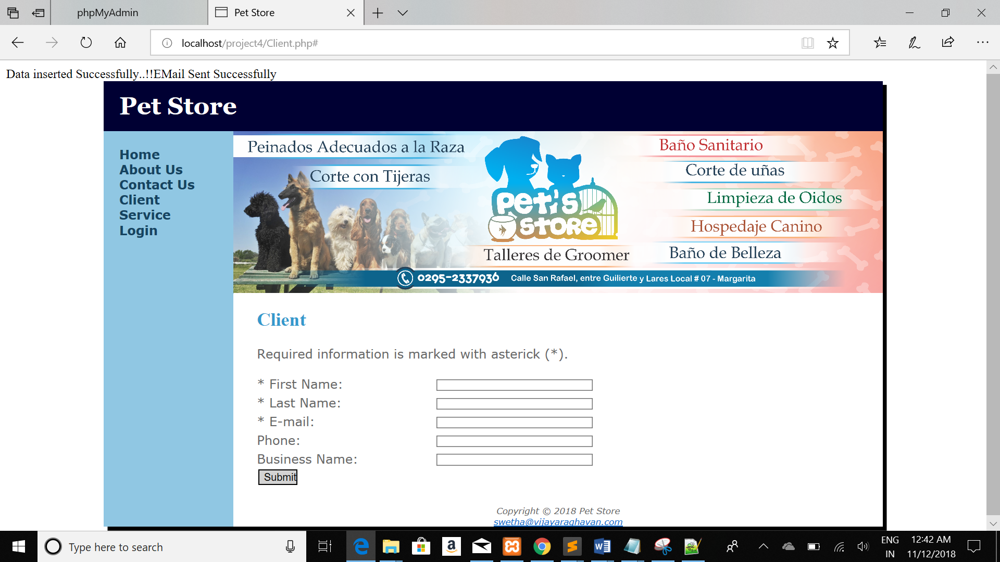 phpMyAdmin
Pet Store
localhost/project4/Client.php#
Data inserted Successfully..!!EMail Sent Successfully
Pet Store
Home
About Us
Contact Us
Client
Service
Login
Peinados Adecuados a la Raza
Corte con Tijeras
pet's
store
Talleres de Groomer
Baño Sanitario
Corte de uñas
Limpieza de Oidos
Hospedaje Canino
Baño de Belleza
0295-2337936 Calle San Rafael, entre Guilierte y Lares Local # 07 - Margarita
Client
Required information is marked with asterick (*).
* First Name:
* Last Name:
* E-mail:
Phone:
Business Name:
Submit
Copyright © 2018 Pet Store
swetha@vijayaraghavan.com
Type here to search
ENG
IN
12:42 AM
11/12/2018